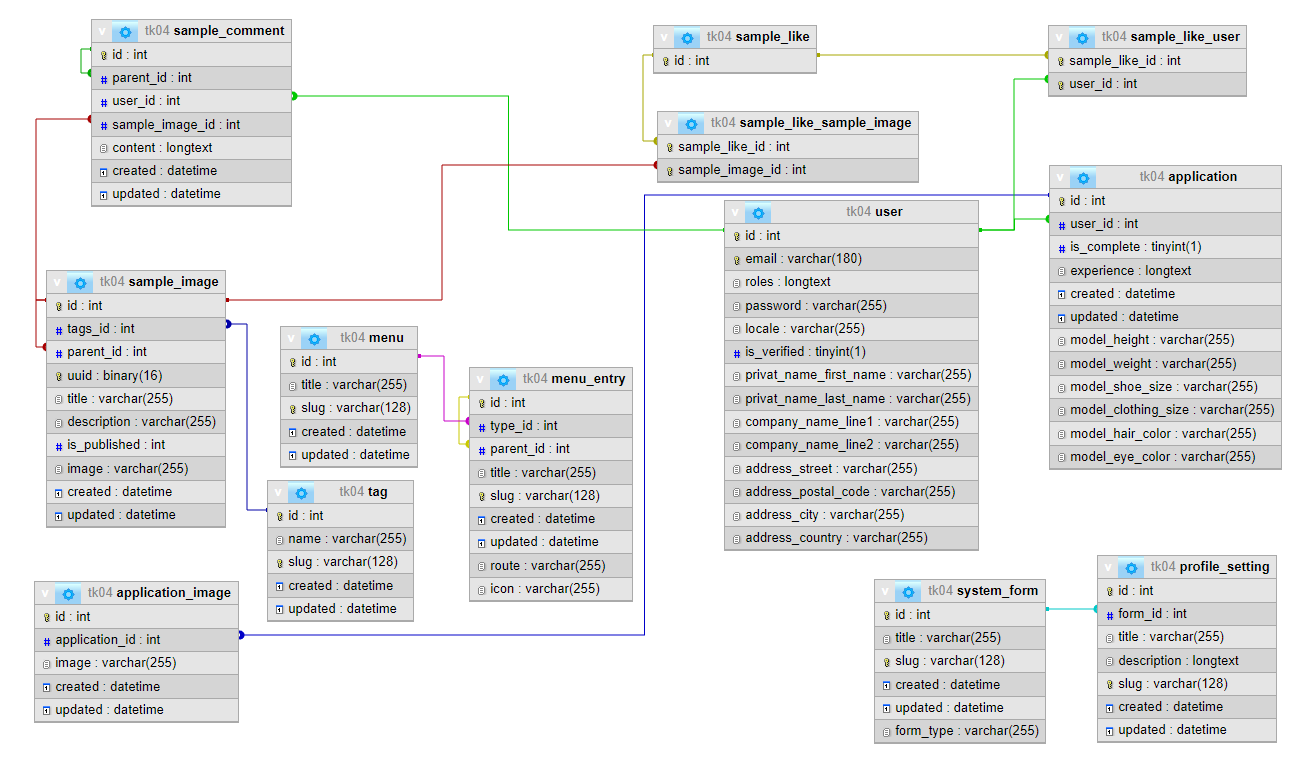 tk04 sample_comment
id : int
parent_id : int
user_id : int
sample_image_id : int
content : longtext
created : datetime
updated : datetime
tk04 sample_like
id : int
tk04 sample_like_user
sample_like_id : int
user_id : int
tk04 sample_like_sample_image
sample_like_id : int
sample_image_id : int
tk04 application
id : int
user_id : int
is_complete : tinyint(1)
experience : longtext
created : datetime
updated : datetime
model_height : varchar(255)
model_weight : varchar(255)
model_shoe_size : varchar(255)
model_clothing_size : varchar(255)
model_hair_color : varchar(255)
model_eye_color : varchar(255)
tk04 user
id : int
email : varchar(180)
roles : longtext
password : varchar(255)
locale : varchar(255)
is_verified : tinyint(1)
privat_name_first_name : varchar(255)
privat_name_last_name : varchar(255)
company_name_line1 : varchar(255)
company_name_line2 : varchar(255)
address_street : varchar(255)
address_postal_code : varchar(255)
address_city : varchar(255)
address_country : varchar(255)
tk04 sample_image
id : int
tags_id : int
parent_id : int
uuid : binary(16)
title : varchar(255)
description : varchar(255)
is_published : int
image : varchar(255)
created : datetime
updated : datetime
tk04 menu
id : int
title : varchar(255)
slug : varchar(128)
created : datetime
updated : datetime
tk04 menu_entry
id : int
type_id : int
parent_id : int
title : varchar(255)
slug : varchar(128)
created : datetime
updated : datetime
route : varchar(255)
icon : varchar(255)
tk04 tag
id : int
name : varchar(255)
slug : varchar(128)
created : datetime
updated : datetime
tk04 application_image
id : int
application_id : int
image : varchar(255)
created : datetime
updated : datetime
tk04 system_form
id : int
title : varchar(255)
slug : varchar(128)
created : datetime
updated : datetime
form_type : varchar(255)
tk04 profile_setting
id : int
form_id : int
title : varchar(255)
description : longtext
slug : varchar(128)
created : datetime
updated : datetime